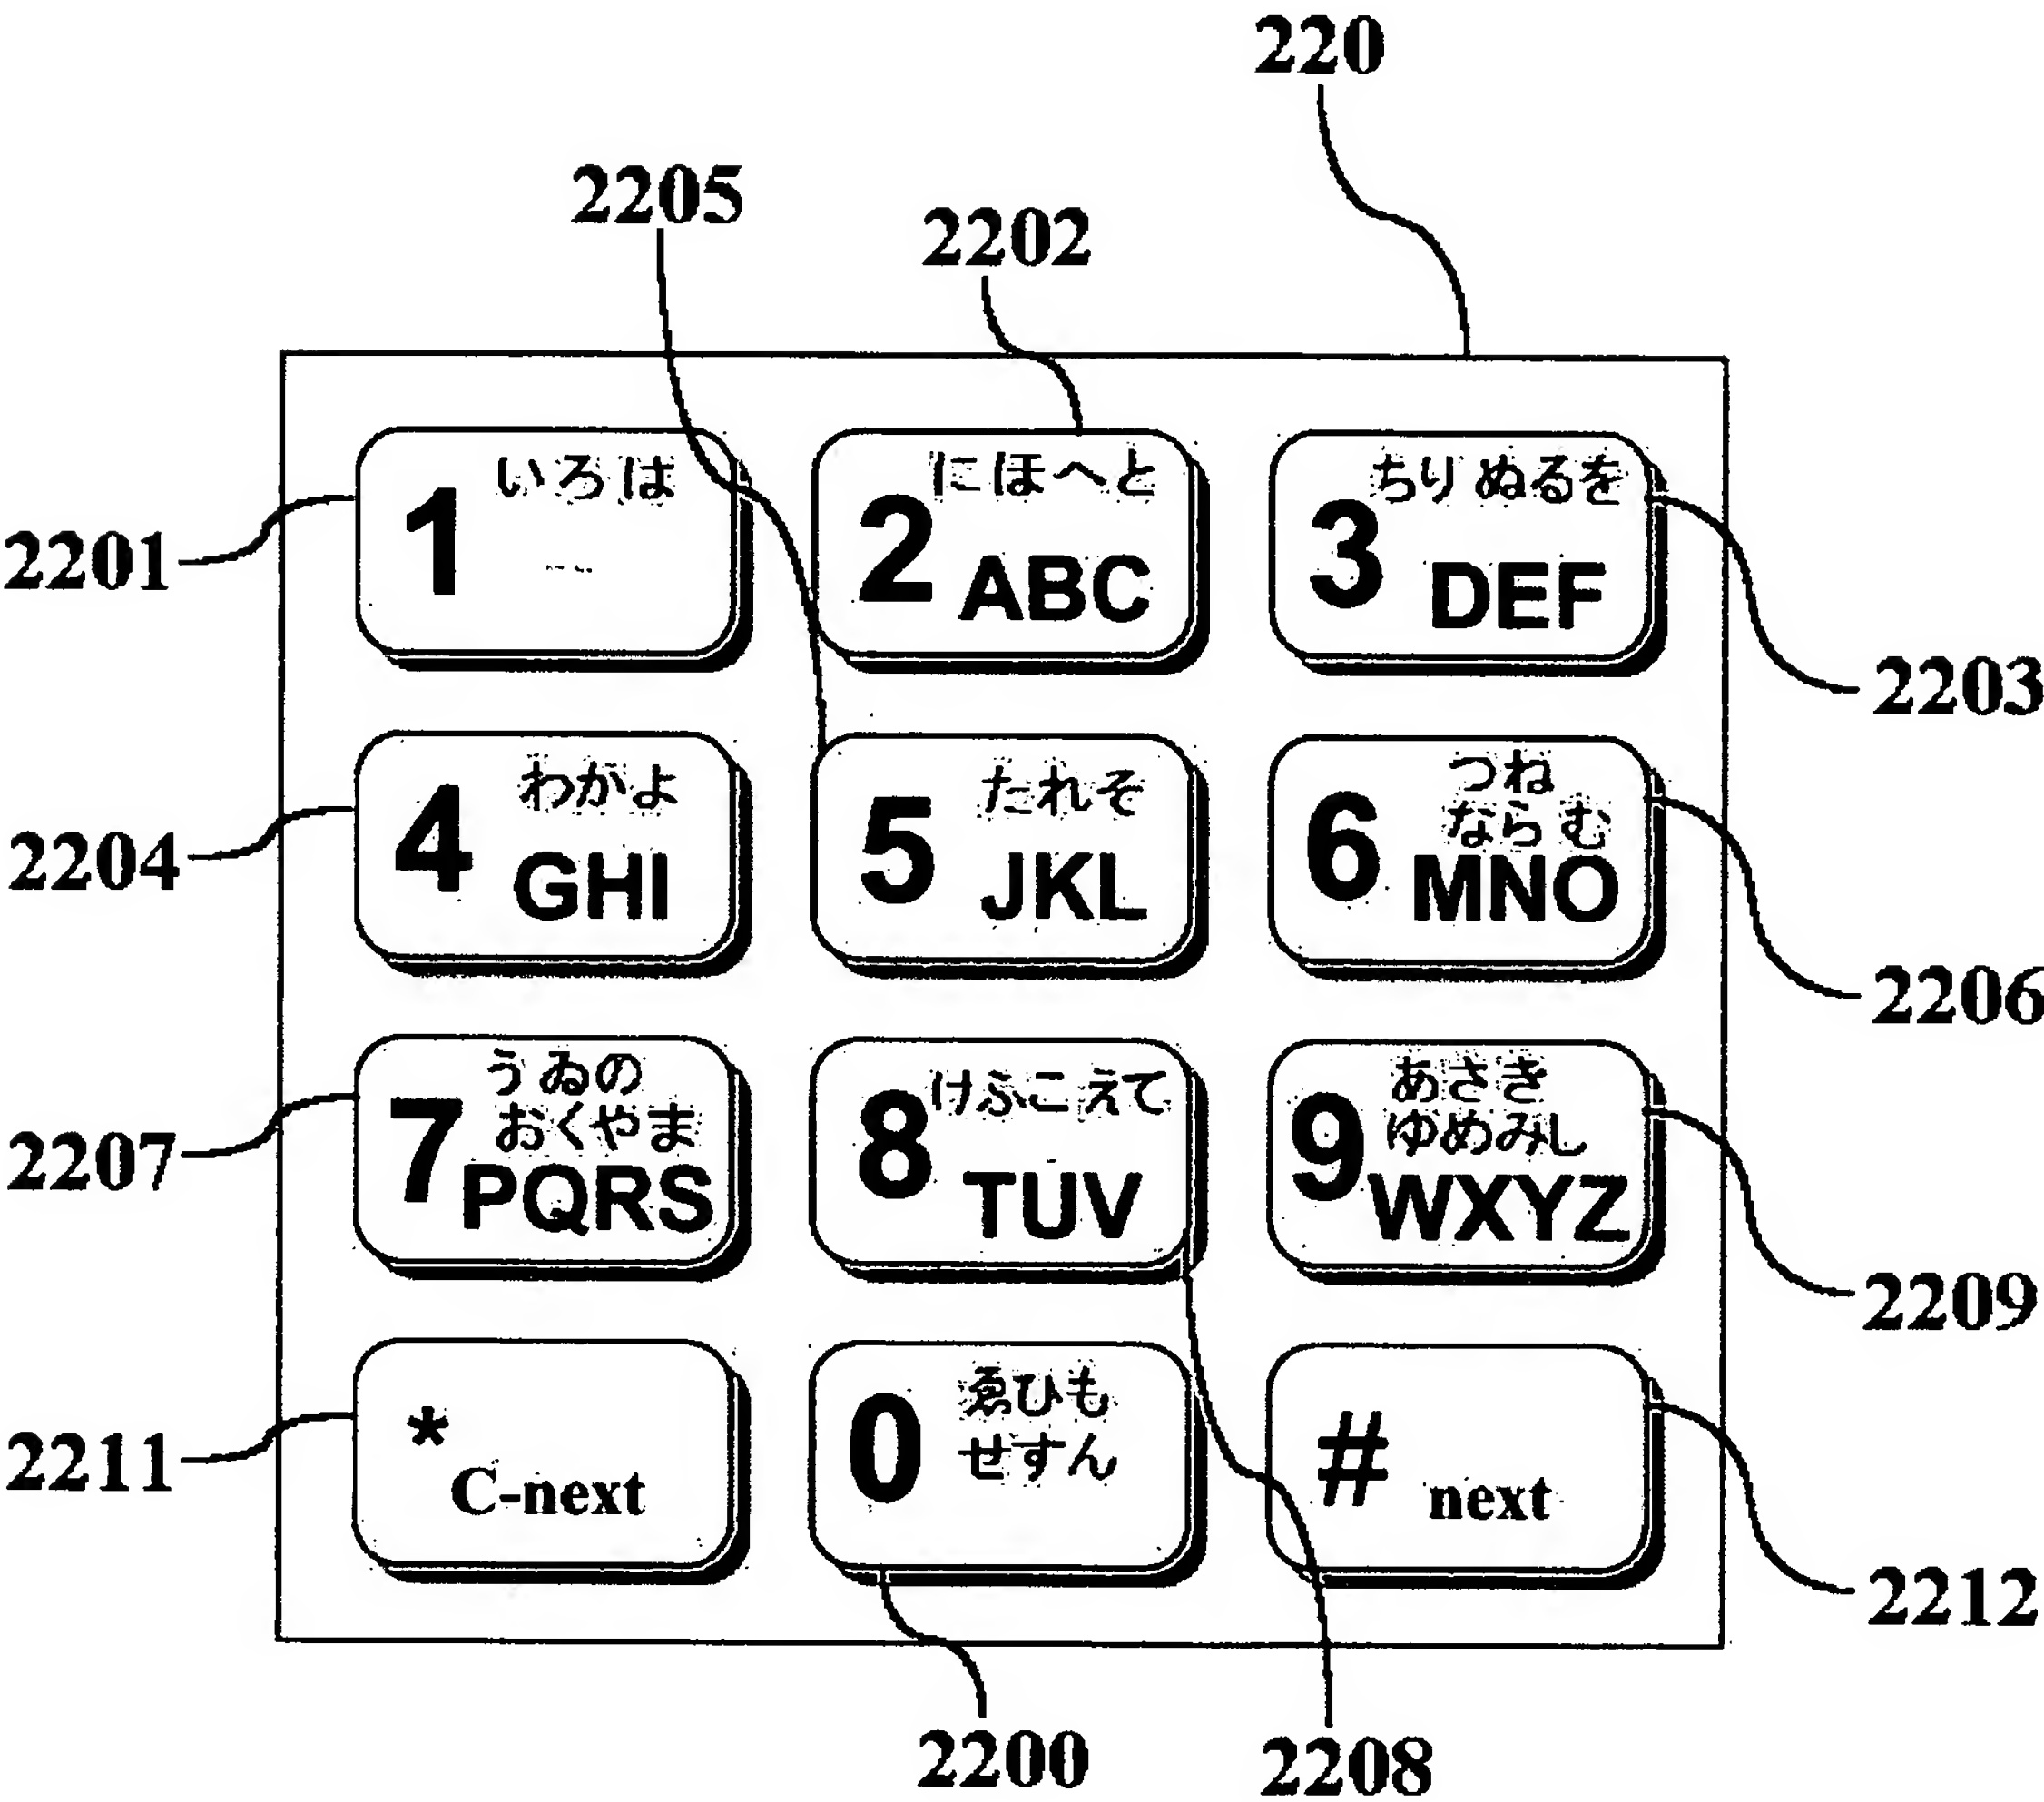 220
2205
2202
いろは
1
にほへと
2 ABC
ちりぬるを
3 DEF
2201
2203
わかよ
4 GHI
たれそ
5 JKL
つね
ならむ
6 MNO
2204
2206
うゐの
おくやま
7 PQRS
けふこえて
8 TUV
あさき
ゆめみし
9 WXYZ
2207
2209
*
C-next
ゑひも
せすん
0
# next
2211
2212
2200
2208